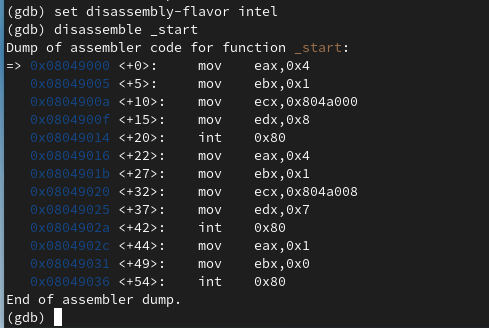 (gdb) set disassembly-flavor intel
(gdb) disassemble _start
Dump of assembler code for function _start:
=> 0x08049000 <+0>:     mov    eax,0x4
   0x08049005 <+5>:     mov    ebx,0x1
   0x0804900a <+10>:    mov    ecx,0x804a000
   0x0804900f <+15>:    mov    edx,0x8
   0x08049014 <+20>:    int    0x80
   0x08049016 <+22>:    mov    eax,0x4
   0x0804901b <+27>:    mov    ebx,0x1
   0x08049020 <+32>:    mov    ecx,0x804a008
   0x08049025 <+37>:    mov    edx,0x7
   0x0804902a <+42>:    int    0x80
   0x0804902c <+44>:    mov    eax,0x1
   0x08049031 <+49>:    mov    ebx,0x0
   0x08049036 <+54>:    int    0x80
End of assembler dump.
(gdb)